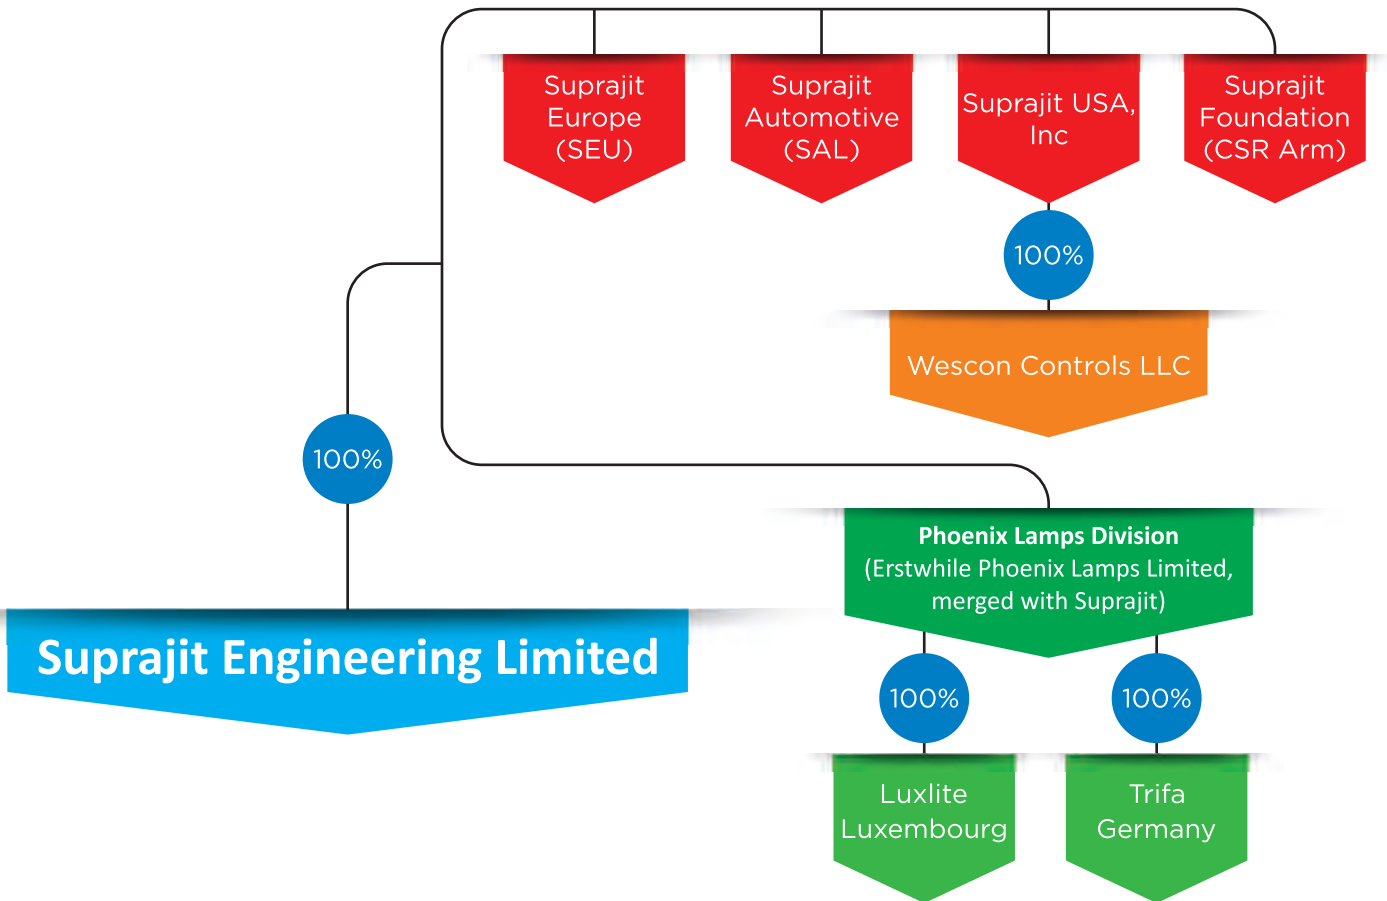 Suprajit
Europe
(SEU)
Suprajit
Automotive
(SAL)
Suprajit USA,
Inc
Suprajit
Foundation
(CSR Arm)
100%
Wescon Controls LLC
100%
Phoenix Lamps Division
(Erstwhile Phoenix Lamps Limited,
merged with Suprajit)
Suprajit Engineering Limited
100%
100%
Luxlite
Luxembourg
Trifa
Germany